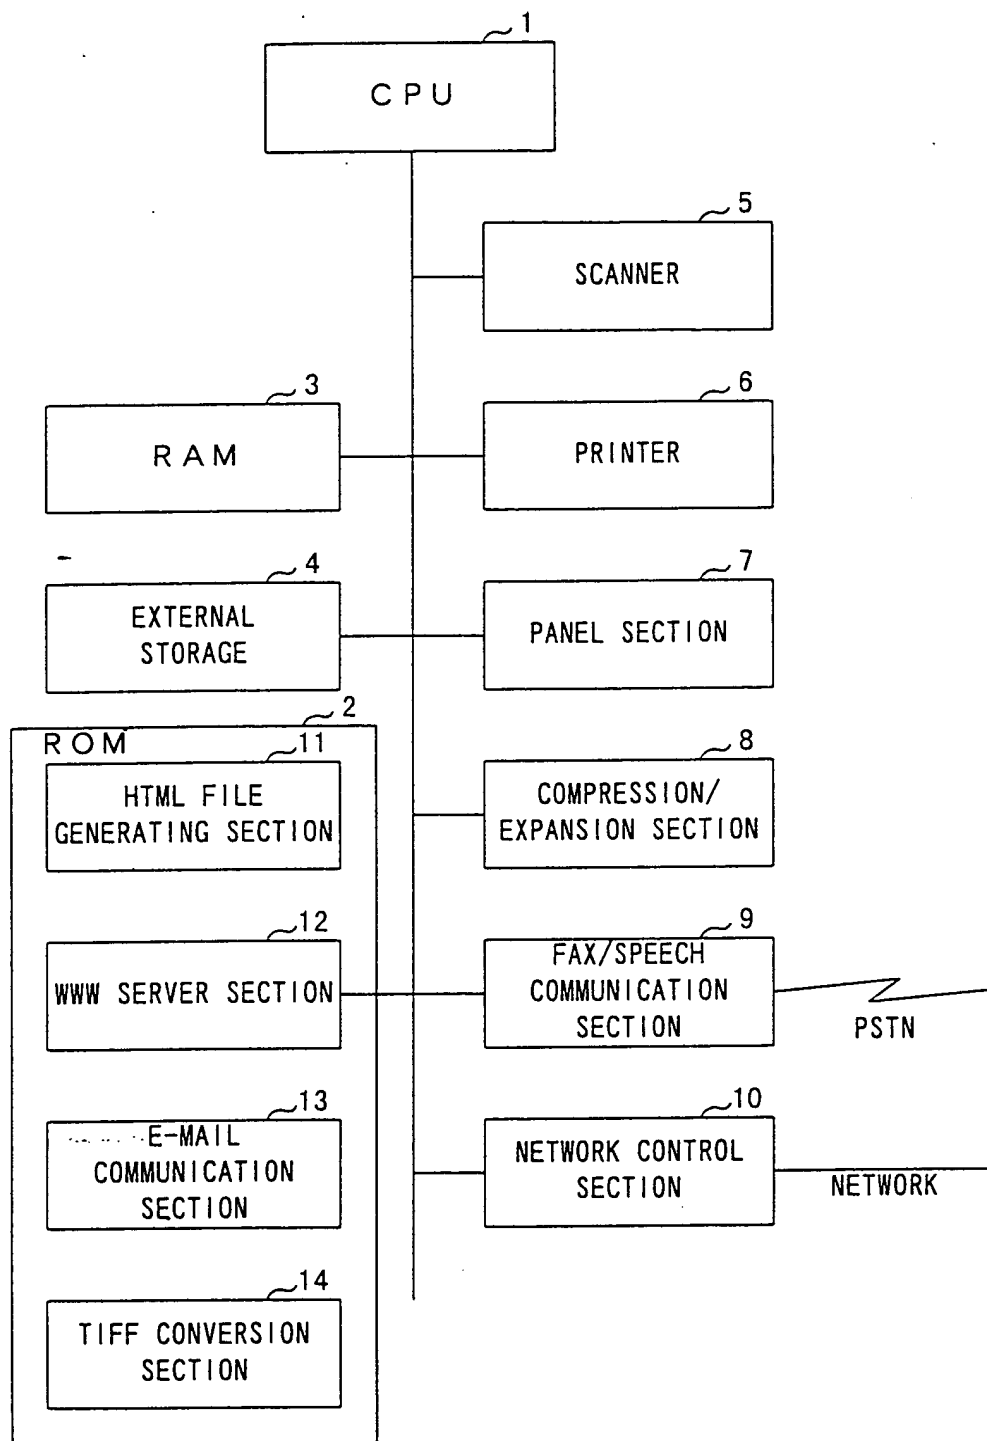 1
CPU
5
SCANNER
3
RAM
6
PRINTER
4
EXTERNAL
STORAGE
7
PANEL SECTION
2
ROM
11
HTML FILE
GENERATING SECTION
8
COMPRESSION/
EXPANSION SECTION
12
WWW SERVER SECTION
9
FAX/SPEECH
COMMUNICATION
SECTION
PSTN
13
E-MAIL
COMMUNICATION
SECTION
10
NETWORK CONTROL
SECTION
NETWORK
14
TIFF CONVERSION
SECTION